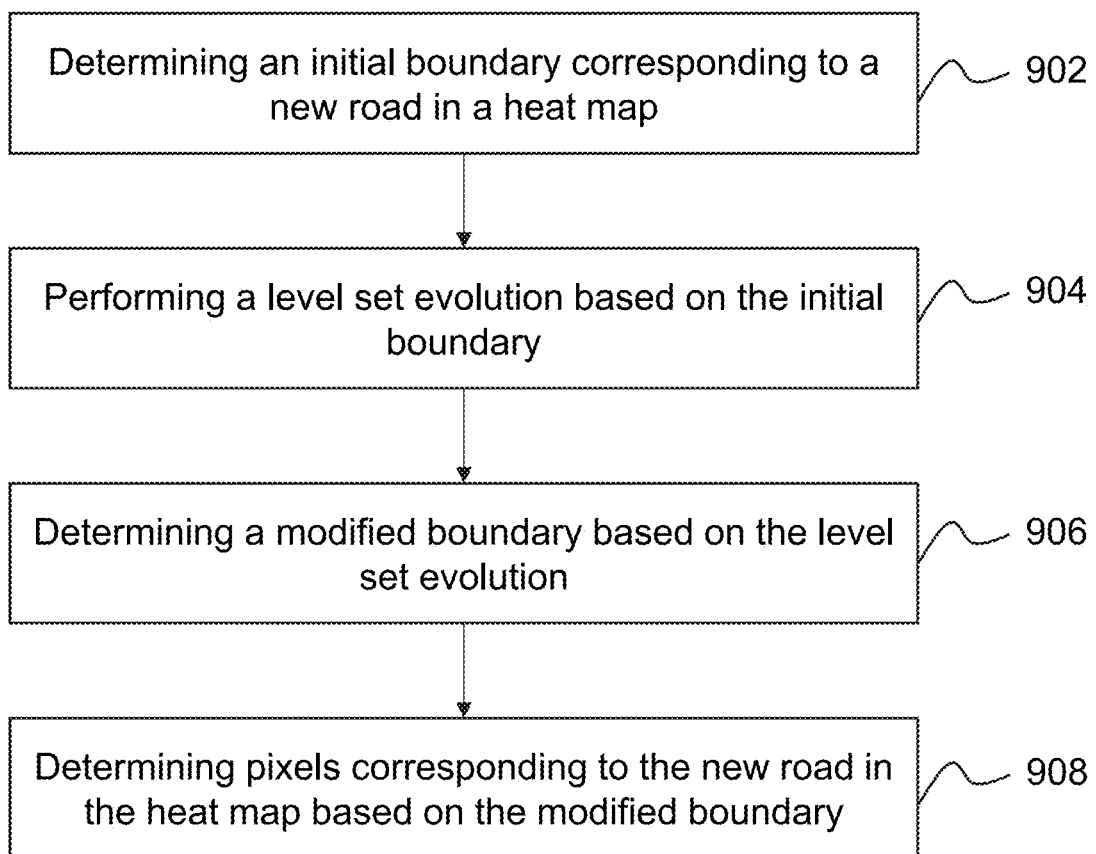 Determining an initial boundary corresponding to a
new road in a heat map
902
Performing a level set evolution based on the initial
boundary
904
Determining a modified boundary based on the level
set evolution
906
Determining pixels corresponding to the new road in
the heat map based on the modified boundary
908